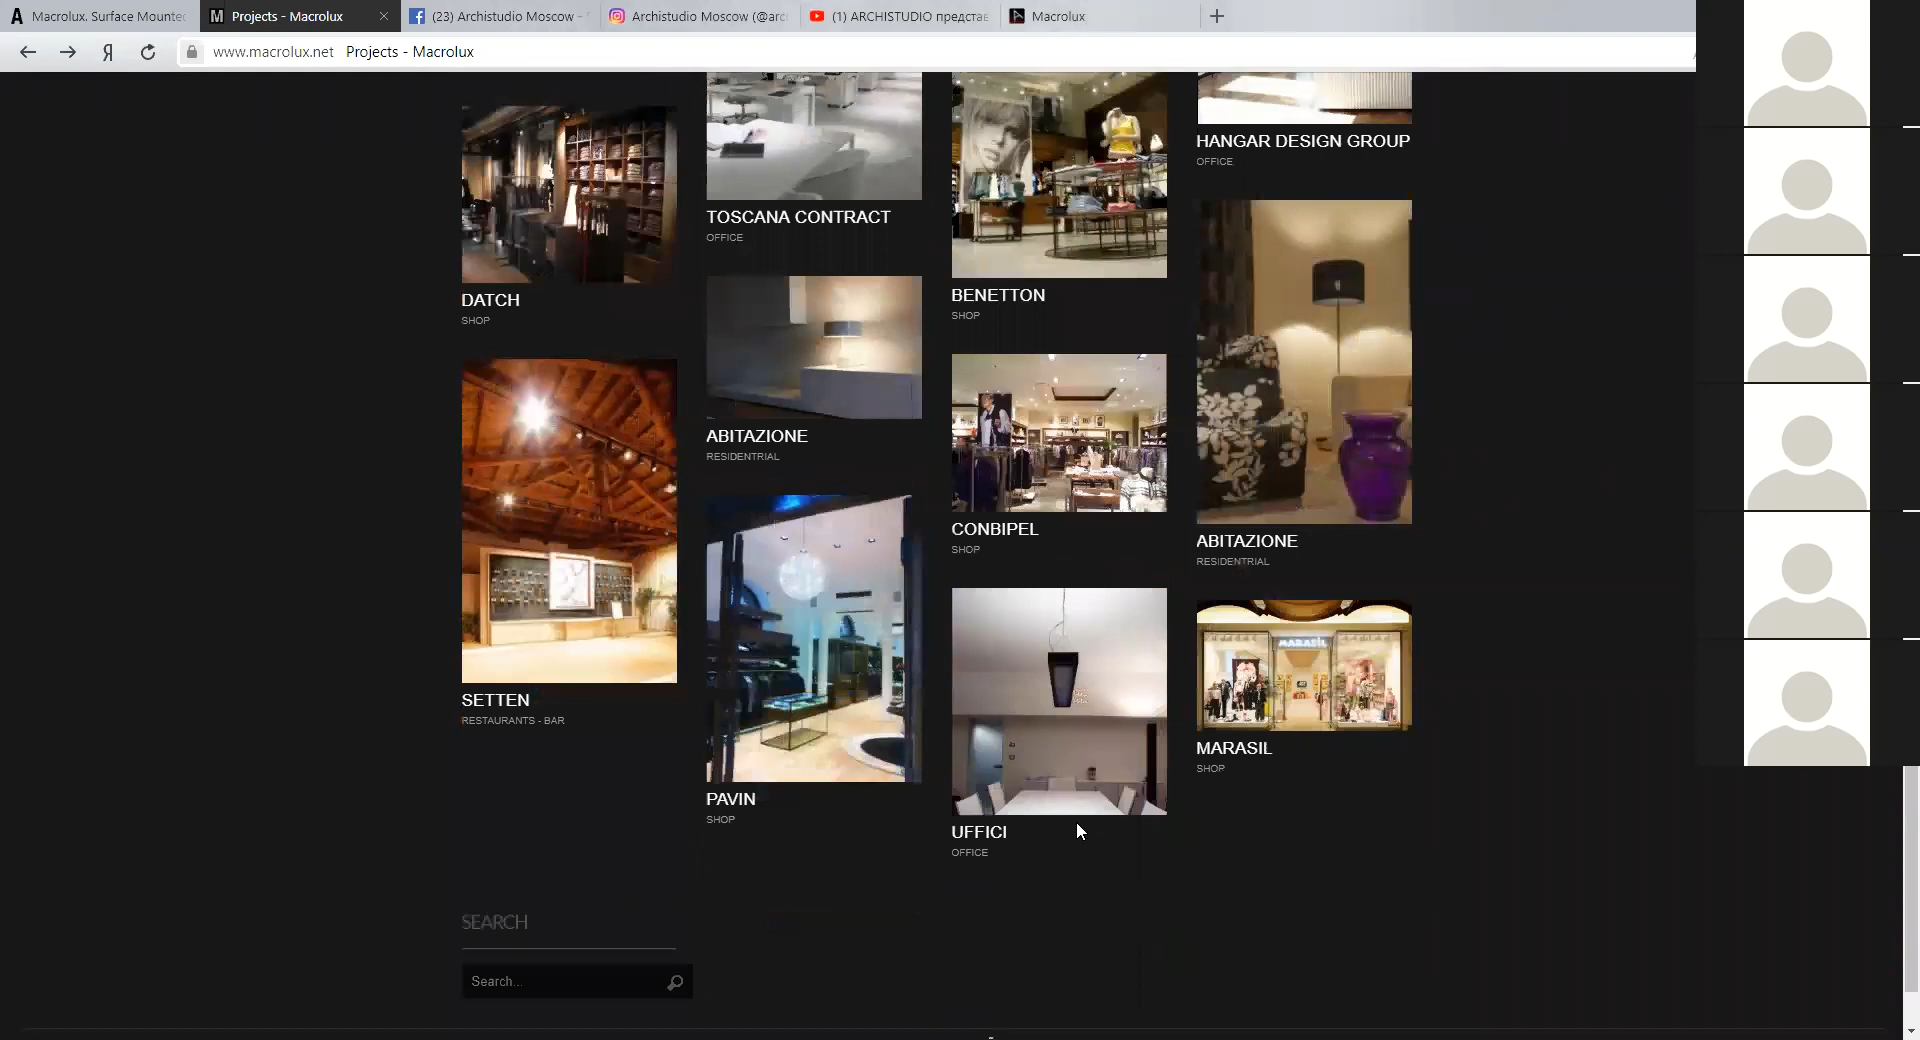 Macrolux. Surface Mounted
Projects - Macrolux
(23) Archistudio Moscow -
Archistudio Moscow (@arc
(1) ARCHISTUDIO представ
Macrolux
www.macrolux.net Projects - Macrolux
DATCH
SHOP
SETTEN
RESTAURANTS - BAR
TOSCANA CONTRACT
OFFICE
ABITAZIONE
RESIDENTRIAL
PAVIN
SHOP
BENETTON
SHOP
CONBIPEL
SHOP
UFFICI
OFFICE
HANGAR DESIGN GROUP
OFFICE
ABITAZIONE
RESIDENTRIAL
MARASIL
MARASIL
SHOP
SEARCH
Search...